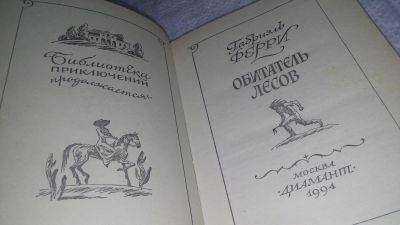 Библиотека
ПРИКЛЮЧЕНИЙ
продолжается
Габриэль
ФЕРРИ
ОБИТАТЕЛЬ
ЛЕСОВ
МОСКВА
"ДИАМАНТ"
1994